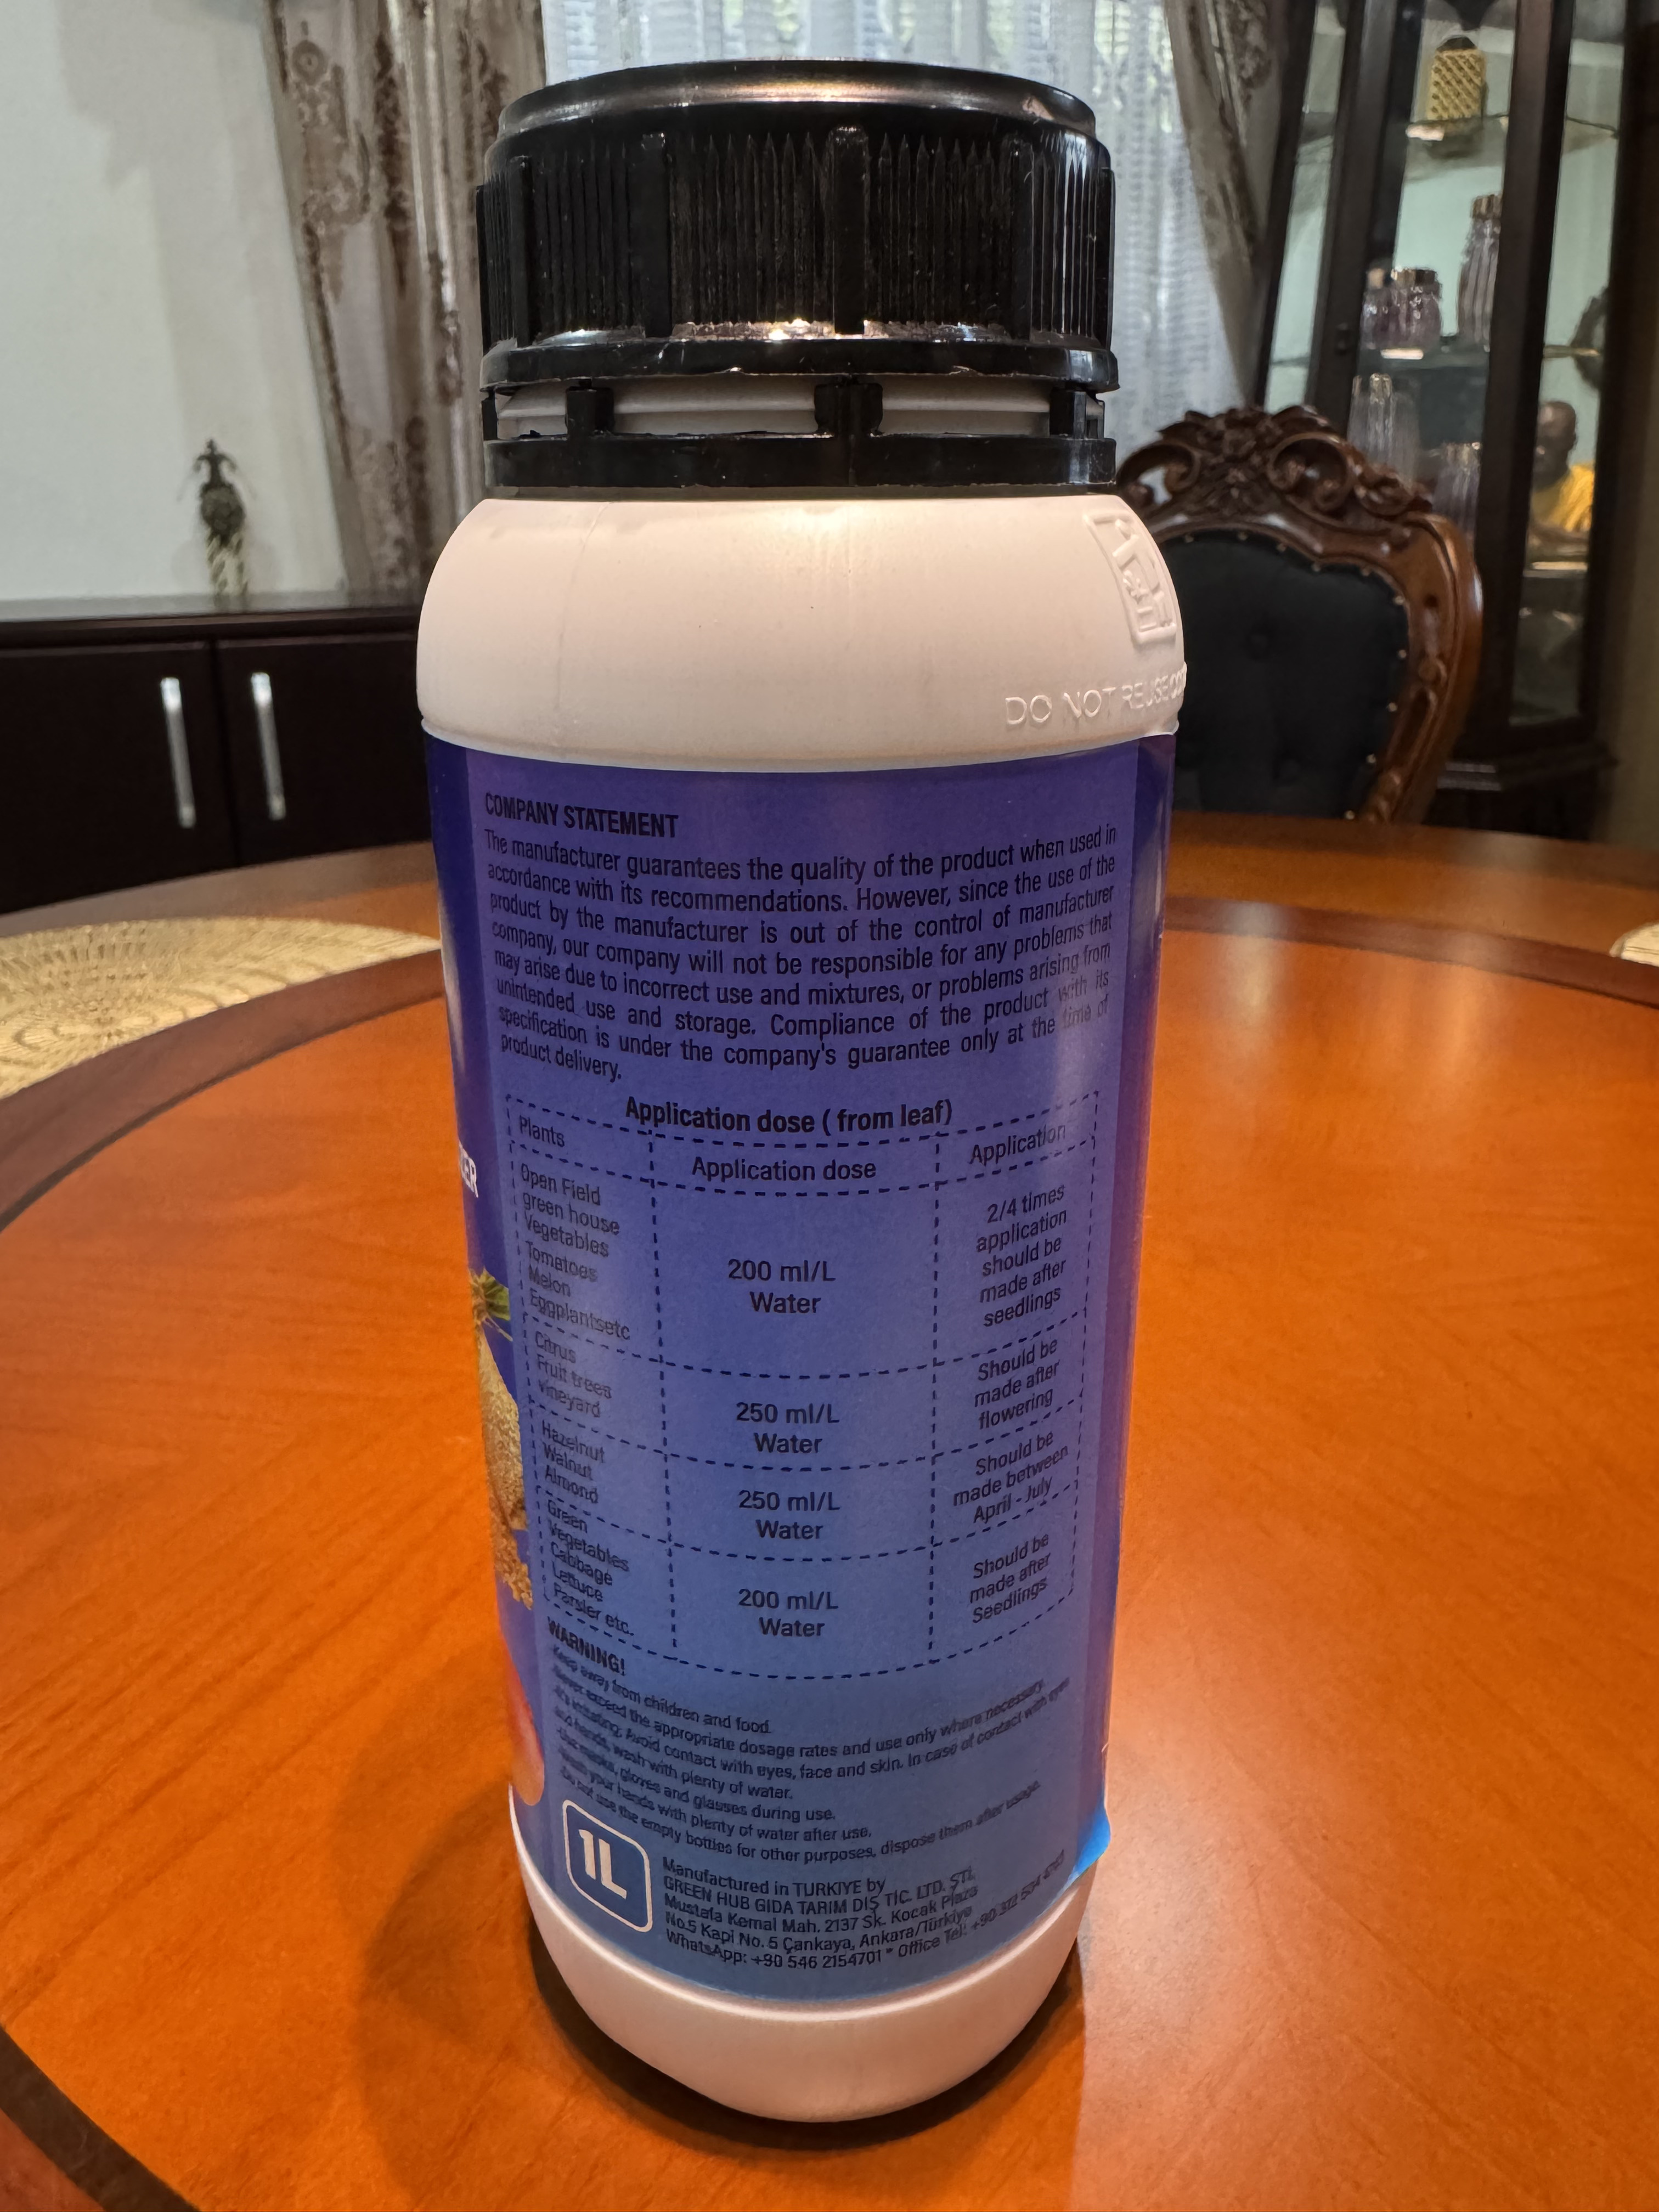 DO NOT REUSE
COMPANY STATEMENT
The manufacturer guarantees the quality of the product when used in
accordance with its recommendations. However, since the use of the
product by the manufacturer is out of the control of manufacturer
company, our company will not be responsible for any problems that
may arise due to incorrect use and mixtures, or problems arising from
unintended use and storage. Compliance of the product with its
specification is under the company's guarantee only at the time of
product delivery.
Application dose ( from leaf)
Plants
Application dose
Application
Open Field
green house
Vegetables
Tomatoes
Melon
Eggplantsetc
200 ml/L
Water
2/4 times
application
should be
made after
seedlings
Citrus
Fruit trees
vineyard
250 ml/L
Water
Should be
made after
flowering
Hazelnut
Walnut
Almond
250 ml/L
Water
Should be
made between
April - July
Green
Vegetables
Cabbage
Lettuce
Parsler etc.
200 ml/L
Water
Should be
made after
Seedlings
WARNING!
Keep away from children and food.
Never exceed the appropriate dosage rates and use only where necessary.
It's irritating. Avoid contact with eyes, face and skin. In case of contact with eyes
and hands, wash with plenty of water.
Use masks, gloves and glasses during use.
Wash your hands with plenty of water after use.
Do not use the empty bottles for other purposes, dispose them after usage.
1L
Manufactured in TURKIYE by
GREEN HUB GIDA TARIM DIŞ TİC. LTD. ŞTİ.
Mustafa Kemal Mah. 2137 Sk. Kocak Plaza
No.5 Kapi No. 5 Çankaya, Ankara/Türkiye
WhatsApp: +90 546 2154701 * Office Tel: +90 312 504